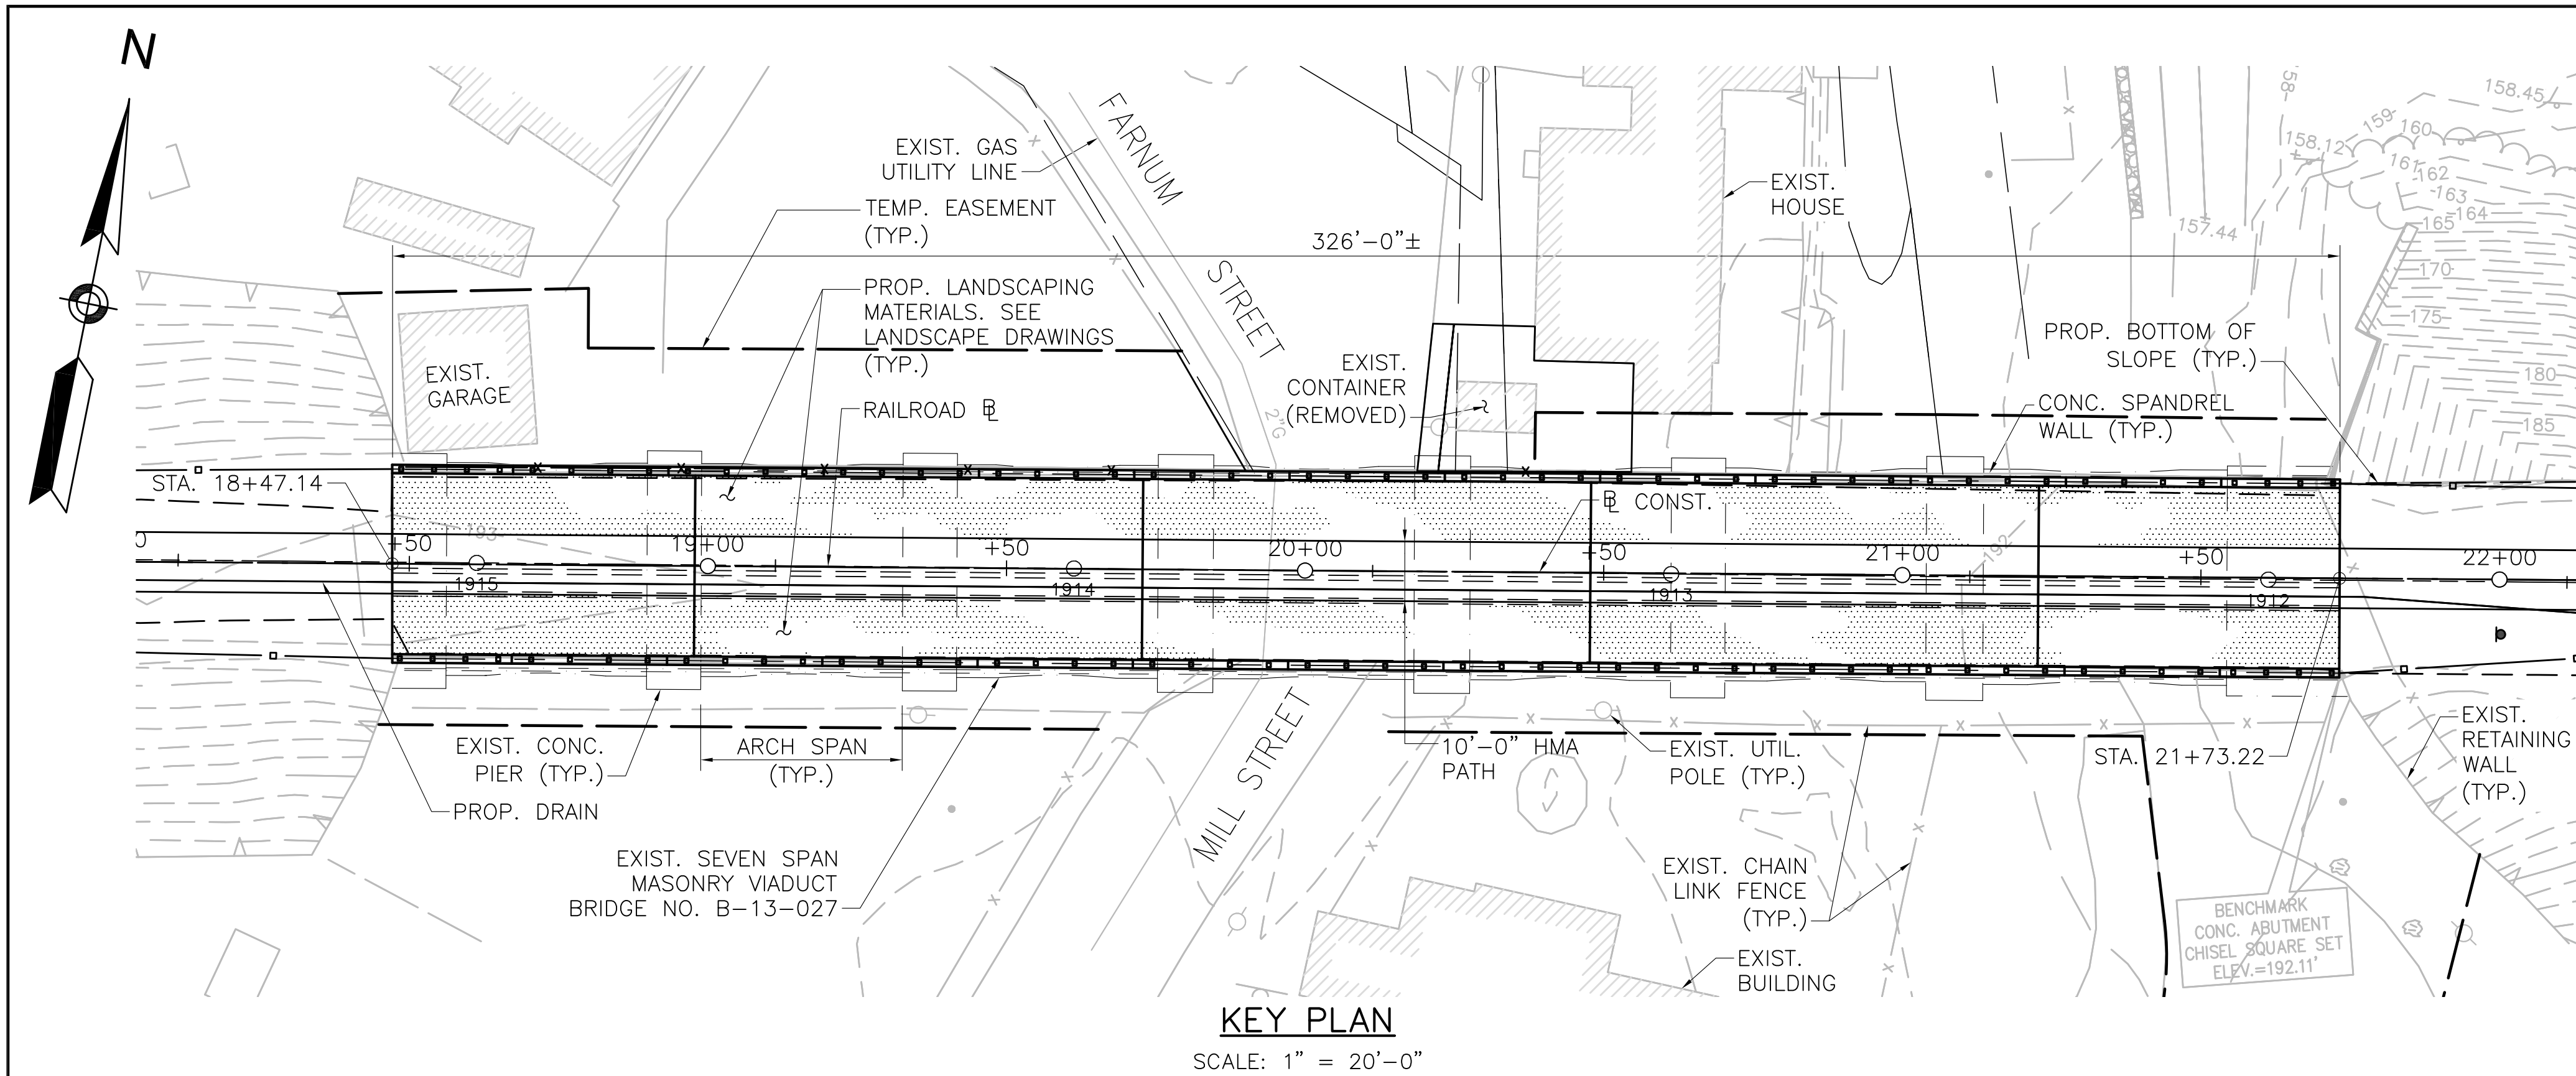 N
EXIST. GAS
UTILITY LINE
TEMP. EASEMENT
(TYP.)
PROP. LANDSCAPING
MATERIALS. SEE
LANDSCAPE DRAWINGS
(TYP.)
RAILROAD ⅊
FARNUM
STREET
326'-0"±
EXIST.
HOUSE
EXIST.
CONTAINER
(REMOVED)
2"G
PROP. BOTTOM OF
SLOPE (TYP.)
CONC. SPANDREL
WALL (TYP.)
EXIST.
GARAGE
58
158.45
159
160
158.12
161
162
163
164
165
157.44
170
175
180
185
STA. 18+47.14
193
192
BL CONST.
+50
19+00
+50
20+00
+50
21+00
+50
22+00
1915
1914
1913
1912
EXIST. CONC.
PIER (TYP.)
ARCH SPAN
(TYP.)
PROP. DRAIN
EXIST. SEVEN SPAN
MASONRY VIADUCT
BRIDGE NO. B-13-027
MILL STREET
10'-0" HMA
PATH
EXIST. UTIL.
POLE (TYP.)
STA. 21+73.22
EXIST.
RETAINING
WALL
(TYP.)
EXIST. CHAIN
LINK FENCE
(TYP.)
EXIST.
BUILDING
BENCHMARK
CONC. ABUTMENT
CHISEL SQUARE SET
ELEV.=192.11'
KEY PLAN
SCALE: 1" = 20'-0"